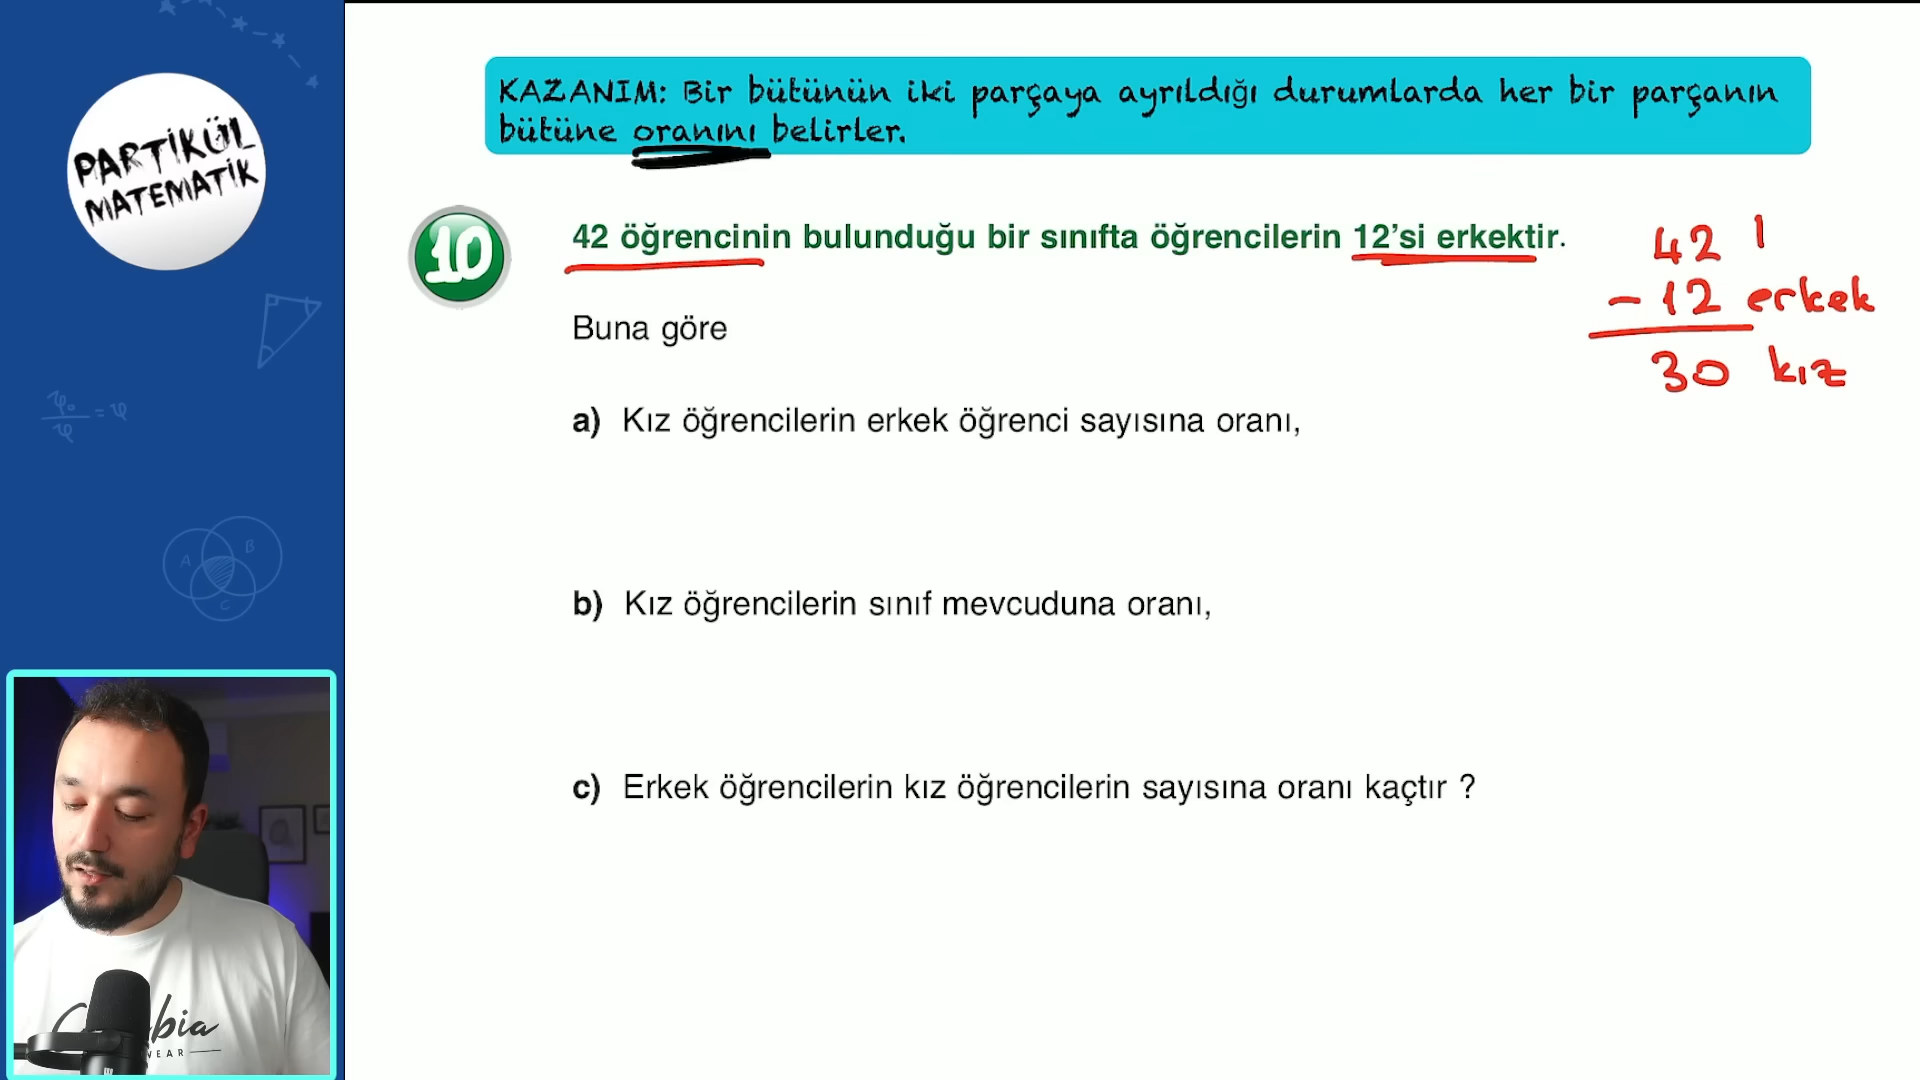 PARTİKÜL
MATEMATİK
KAZANIM: Bir bütünün iki parçaya ayrıldığı durumlarda her bir parçanın
bütüne oranını belirler.
10
42 öğrencinin bulunduğu bir sınıfta öğrencilerin 12'si erkektir.
42 |
- 12 erkek
30 kız
Buna göre
a) Kız öğrencilerin erkek öğrenci sayısına oranı,
b) Kız öğrencilerin sınıf mevcuduna oranı,
c) Erkek öğrencilerin kız öğrencilerin sayısına oranı kaçtır ?
A
B
C